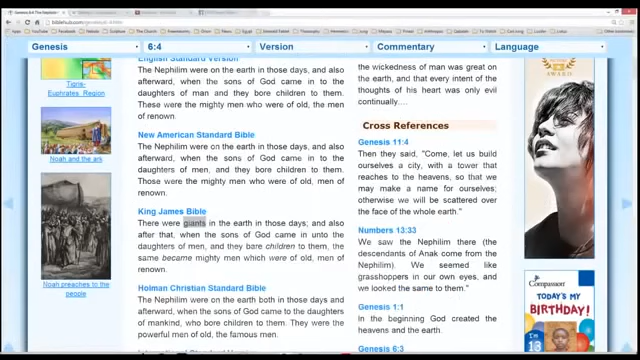 Genesis 6:4 Version Commentary Language
English Standard Version
The Nephilim were on the earth in those days, and also
afterward, when the sons of God came in to the
daughters of man and they bore children to them.
These were the mighty men who were of old, the men
of renown.
New American Standard Bible
The Nephilim were on the earth in those days, and also
afterward, when the sons of God came in to the
daughters of men, and they bore children to them.
Those were the mighty men who were of old, men of
renown.
King James Bible
There were giants in the earth in those days; and also
after that, when the sons of God came in unto the
daughters of men, and they bare children to them, the
same became mighty men which were of old, men of
renown.
Holman Christian Standard Bible
The Nephilim were on the earth both in those days and
afterward, when the sons of God came to the daughters
of mankind, who bore children to them. They were the
powerful men of old, the famous men.
Tigris-
Euphrates Region
Noah and the ark
Noah preaches to the
people
the wickedness of man was great on
the earth, and that every intent of the
thoughts of his heart was only evil
continually....
Cross References
Genesis 11:4
Then they said, "Come, let us build
ourselves a city, with a tower that
reaches to the heavens, so that we
may make a name for ourselves;
otherwise we will be scattered over
the face of the whole earth."
Numbers 13:33
We saw the Nephilim there (the
descendants of Anak come from the
Nephilim). We seemed like
grasshoppers in our own eyes, and
we looked the same to them."
Genesis 1:1
In the beginning God created the
heavens and the earth.
Genesis 6:3
AWARD
Compassion
TODAY'S MY
BIRTHDAY!
I'm
13